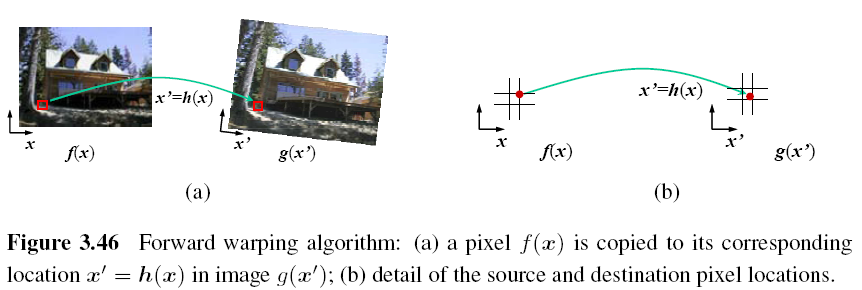 x’=h(x)
x
f(x)
x’
g(x’)
(a)
x’=h(x)
x
f(x)
x’
g(x’)
(b)
Figure 3.46 Forward warping algorithm: (a) a pixel f(x) is copied to its corresponding
location x′ = h(x) in image g(x′); (b) detail of the source and destination pixel locations.